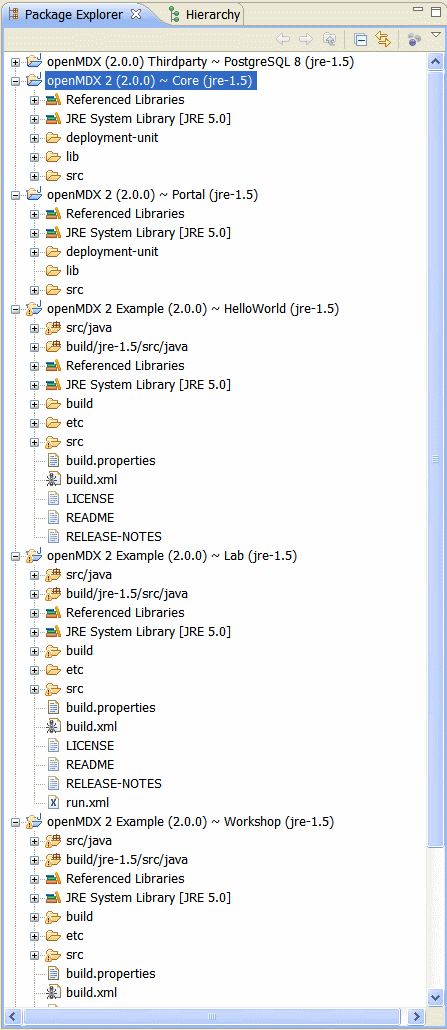 Package Explorer Hierarchy
openMDX (2.0.0) Thirdparty ~ PostgreSQL 8 (jre-1.5)
openMDX 2 (2.0.0) ~ Core (jre-1.5)
Referenced Libraries
JRE System Library [JRE 5.0]
deployment-unit
lib
src
openMDX 2 (2.0.0) ~ Portal (jre-1.5)
Referenced Libraries
JRE System Library [JRE 5.0]
deployment-unit
lib
src
openMDX 2 Example (2.0.0) ~ HelloWorld (jre-1.5)
src/java
build/jre-1.5/src/java
Referenced Libraries
JRE System Library [JRE 5.0]
build
etc
src
build.properties
build.xml
LICENSE
README
RELEASE-NOTES
openMDX 2 Example (2.0.0) ~ Lab (jre-1.5)
src/java
build/jre-1.5/src/java
Referenced Libraries
JRE System Library [JRE 5.0]
build
etc
src
build.properties
build.xml
LICENSE
README
RELEASE-NOTES
run.xml
openMDX 2 Example (2.0.0) ~ Workshop (jre-1.5)
src/java
build/jre-1.5/src/java
Referenced Libraries
JRE System Library [JRE 5.0]
build
etc
src
build.properties
build.xml